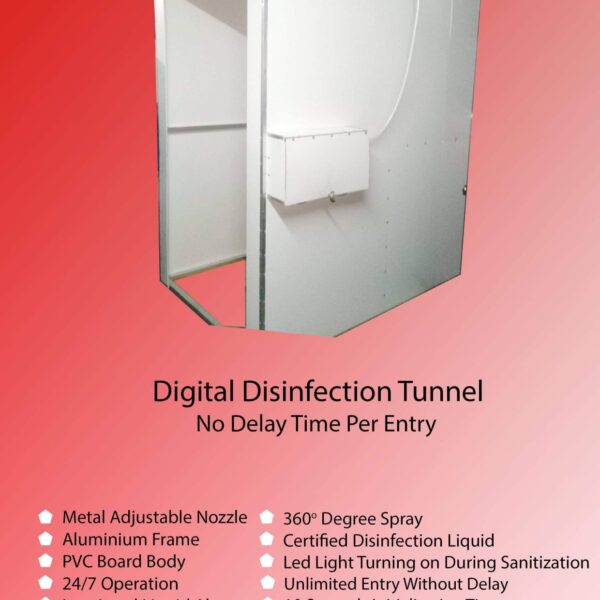 Digital Disinfection Tunnel
No Delay Time Per Entry
Metal Adjustable Nozzle
Aluminium Frame
PVC Board Body
24/7 Operation
360° Degree Spray
Certified Disinfection Liquid
Led Light Turning on During Sanitization
Unlimited Entry Without Delay